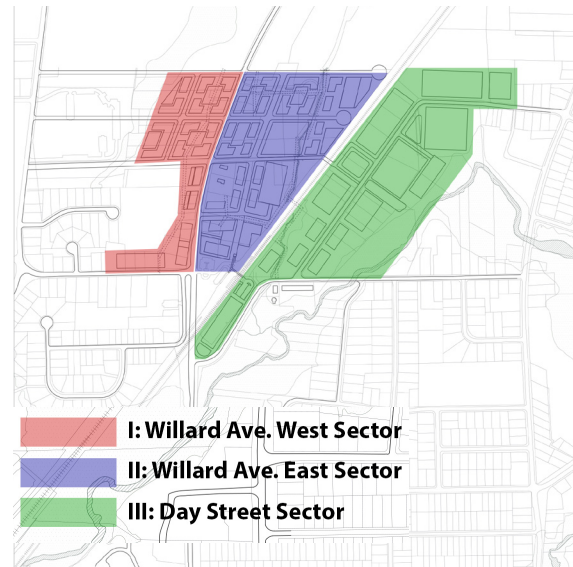 I: Willard Ave. West Sector
II: Willard Ave. East Sector
III: Day Street Sector